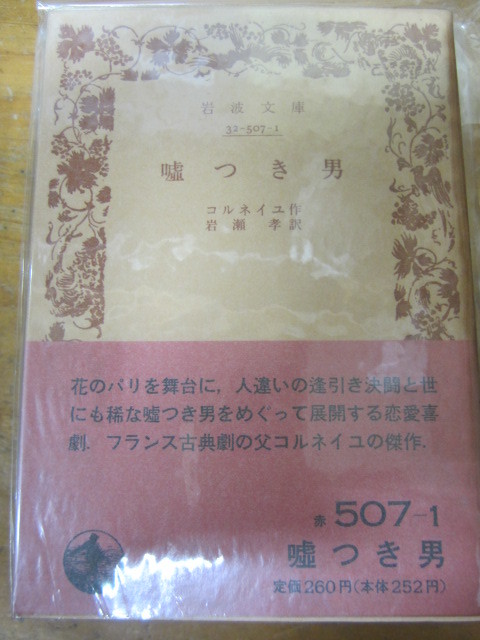 岩波文庫
32-507-1
嘘つき男
コルネイユ作
岩瀬孝訳
花のパリを舞台に，人違いの逢引き決闘と世
にも稀な嘘つき男をめぐって展開する恋愛喜
劇．フランス古典劇の父コルネイユの傑作．
赤 507-1
嘘つき男
定価260円(本体252円)